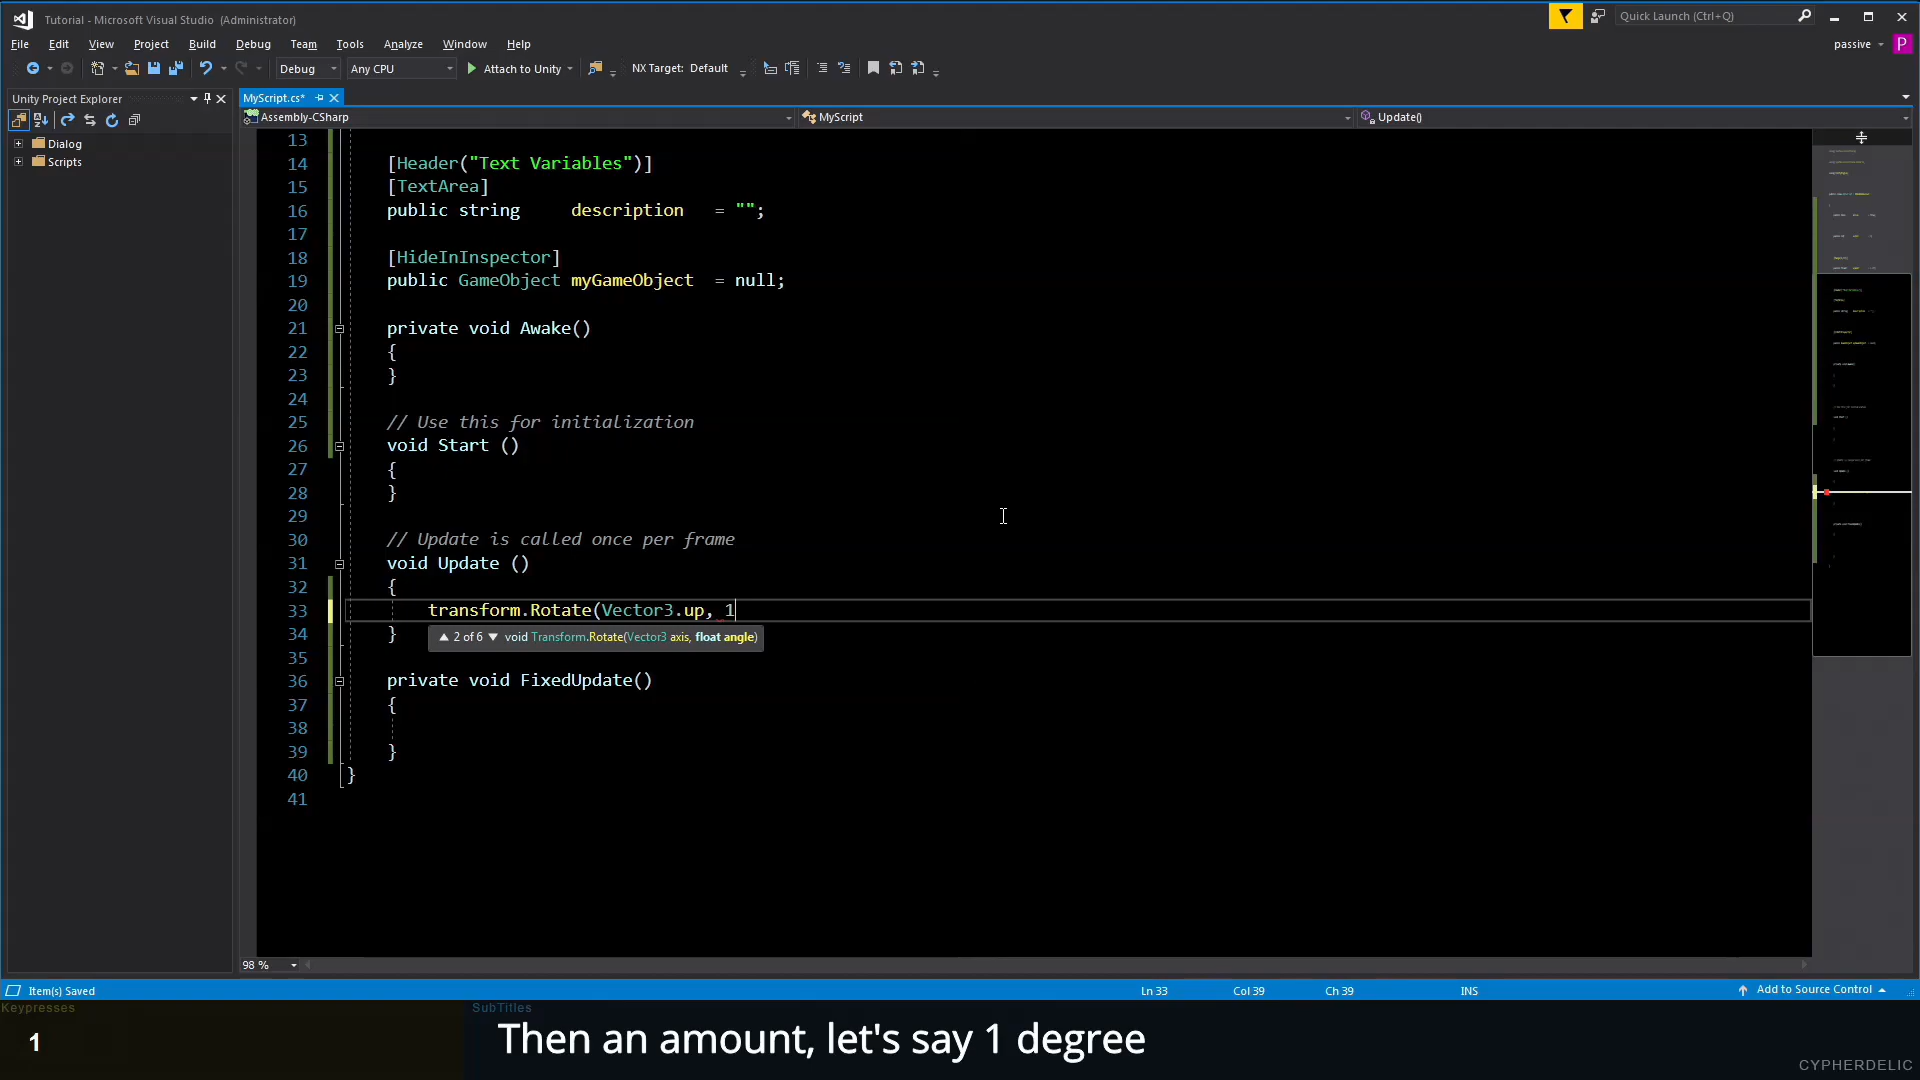 Tutorial - Microsoft Visual Studio (Administrator)
Quick Launch (Ctrl+Q)
File Edit View Project Build Debug Team Tools Analyze Window Help
passive P
Debug Any CPU Attach to Unity NX Target: Default
Unity Project Explorer
MyScript.cs*
Assembly-CSharp MyScript Update()
Dialog
Scripts
13
14 [Header("Text Variables")]
15 [TextArea]
16 public string description = "";
17
18 [HideInInspector]
19 public GameObject myGameObject = null;
20
21 private void Awake()
22 {
23 }
24
25 // Use this for initialization
26 void Start ()
27 {
28 }
29
30 // Update is called once per frame
31 void Update ()
32 {
33 transform.Rotate(Vector3.up, 1
34 }
2 of 6 void Transform.Rotate(Vector3 axis, float angle)
35
36 private void FixedUpdate()
37 {
38
39 }
40 }
41
98 %
Item(s) Saved
Ln 33 Col 39 Ch 39 INS
Add to Source Control
Keypresses
SubTitles
1
Then an amount, let's say 1 degree
CYPHERDELIC